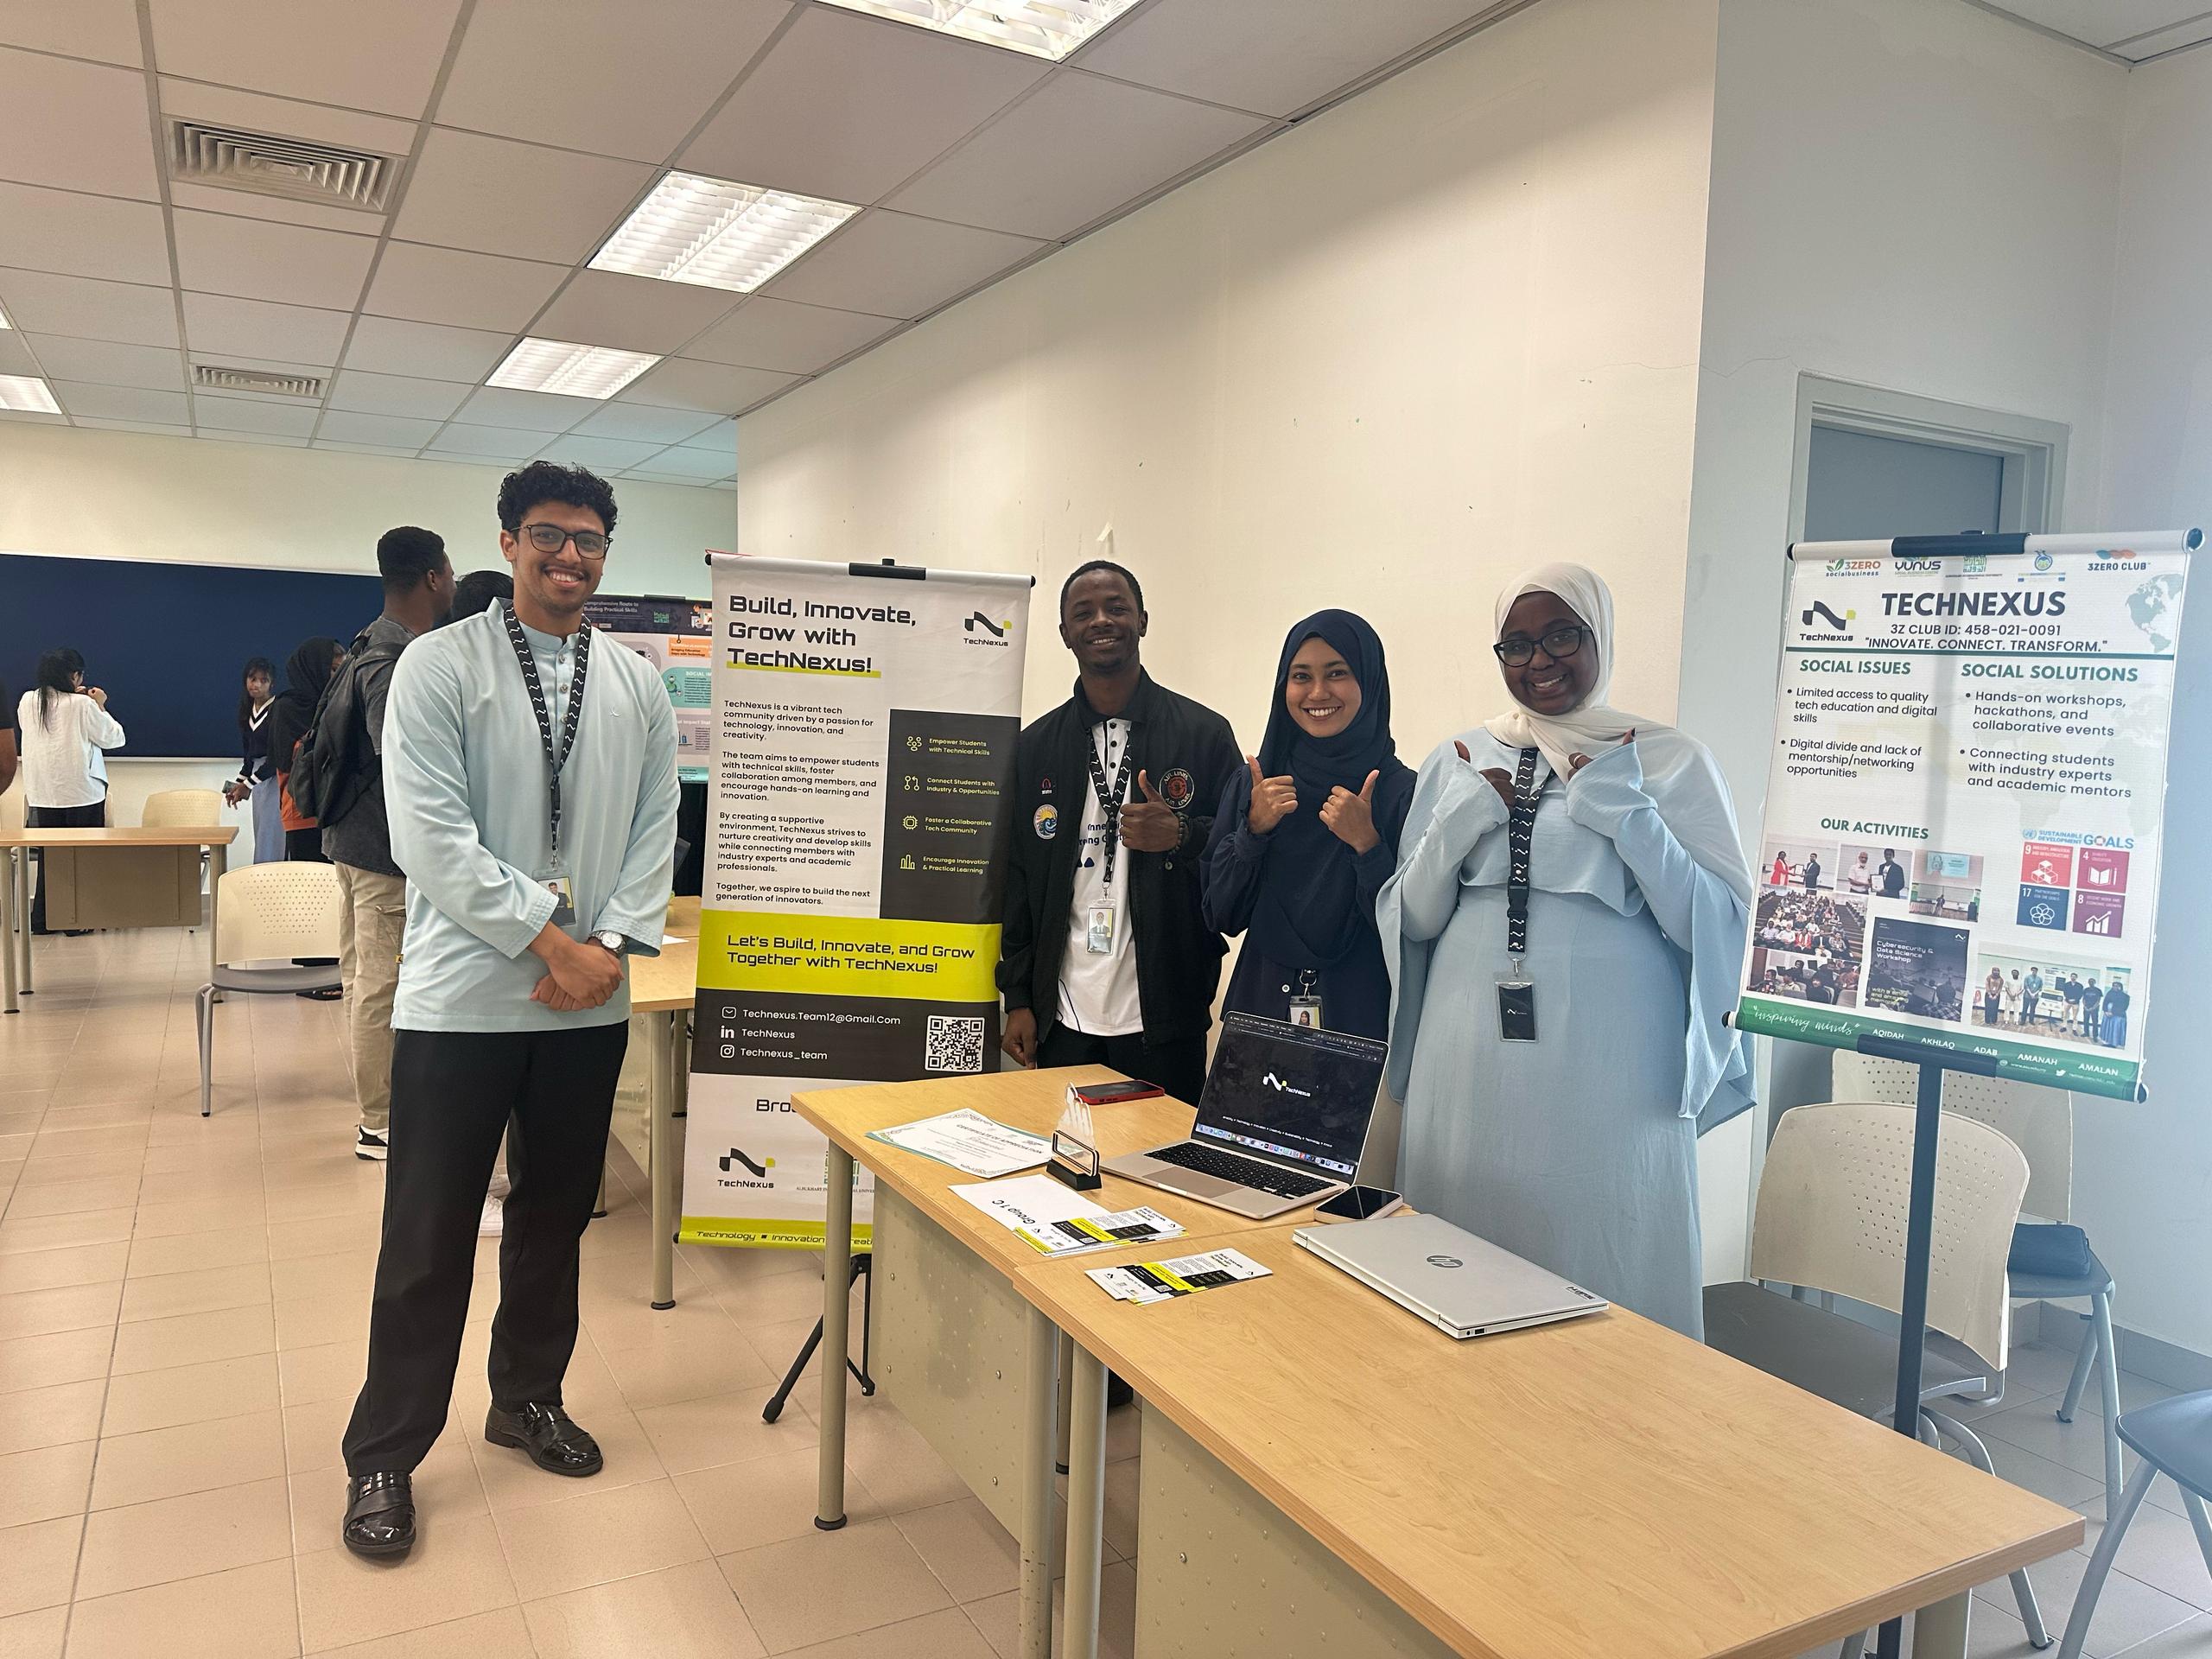 Build, Innovate,
Grow with
TechNexus!
TechNexus
TechNexus is a vibrant tech
community driven by a passion for
technology, innovation, and
creativity.
The team aims to empower students
with technical skills, foster
collaboration among members, and
encourage hands-on learning and
innovation.
By creating a supportive
environment, TechNexus strives to
nurture creativity and develop skills
while connecting members with
industry experts and academic
professionals.
Together, we aspire to build the next
generation of innovators.
Empower Students
with Technical Skills
Connect Students with
Industry & Opportunities
Foster a Collaborative
Tech Community
Encourage Innovation
& Practical Learning
Let's Build, Innovate, and Grow
Together with TechNexus!
Technexus.Team12@Gmail.Com
in TechNexus
Technexus_team
TechNexus
Technology Innovation
TechNexus
Group 1 C
hp
3ZERO
socialbusiness
YUNUS
3ZERO CLUB
TechNexus
TECHNEXUS
3Z CLUB ID: 458-021-0091
"INNOVATE. CONNECT. TRANSFORM."
SOCIAL ISSUES
• Limited access to quality
tech education and digital
skills
• Digital divide and lack of
mentorship/networking
opportunities
SOCIAL SOLUTIONS
• Hands-on workshops,
hackathons, and
collaborative events
• Connecting students
with industry experts
and academic mentors
OUR ACTIVITIES
SUSTAINABLE
DEVELOPMENT GOALS
9
4
17
8
Cybersecurity &
Data Science
Workshop
"inspiring minds"
AQIDAH AKHLAQ ADAB AMANAH AMALAN